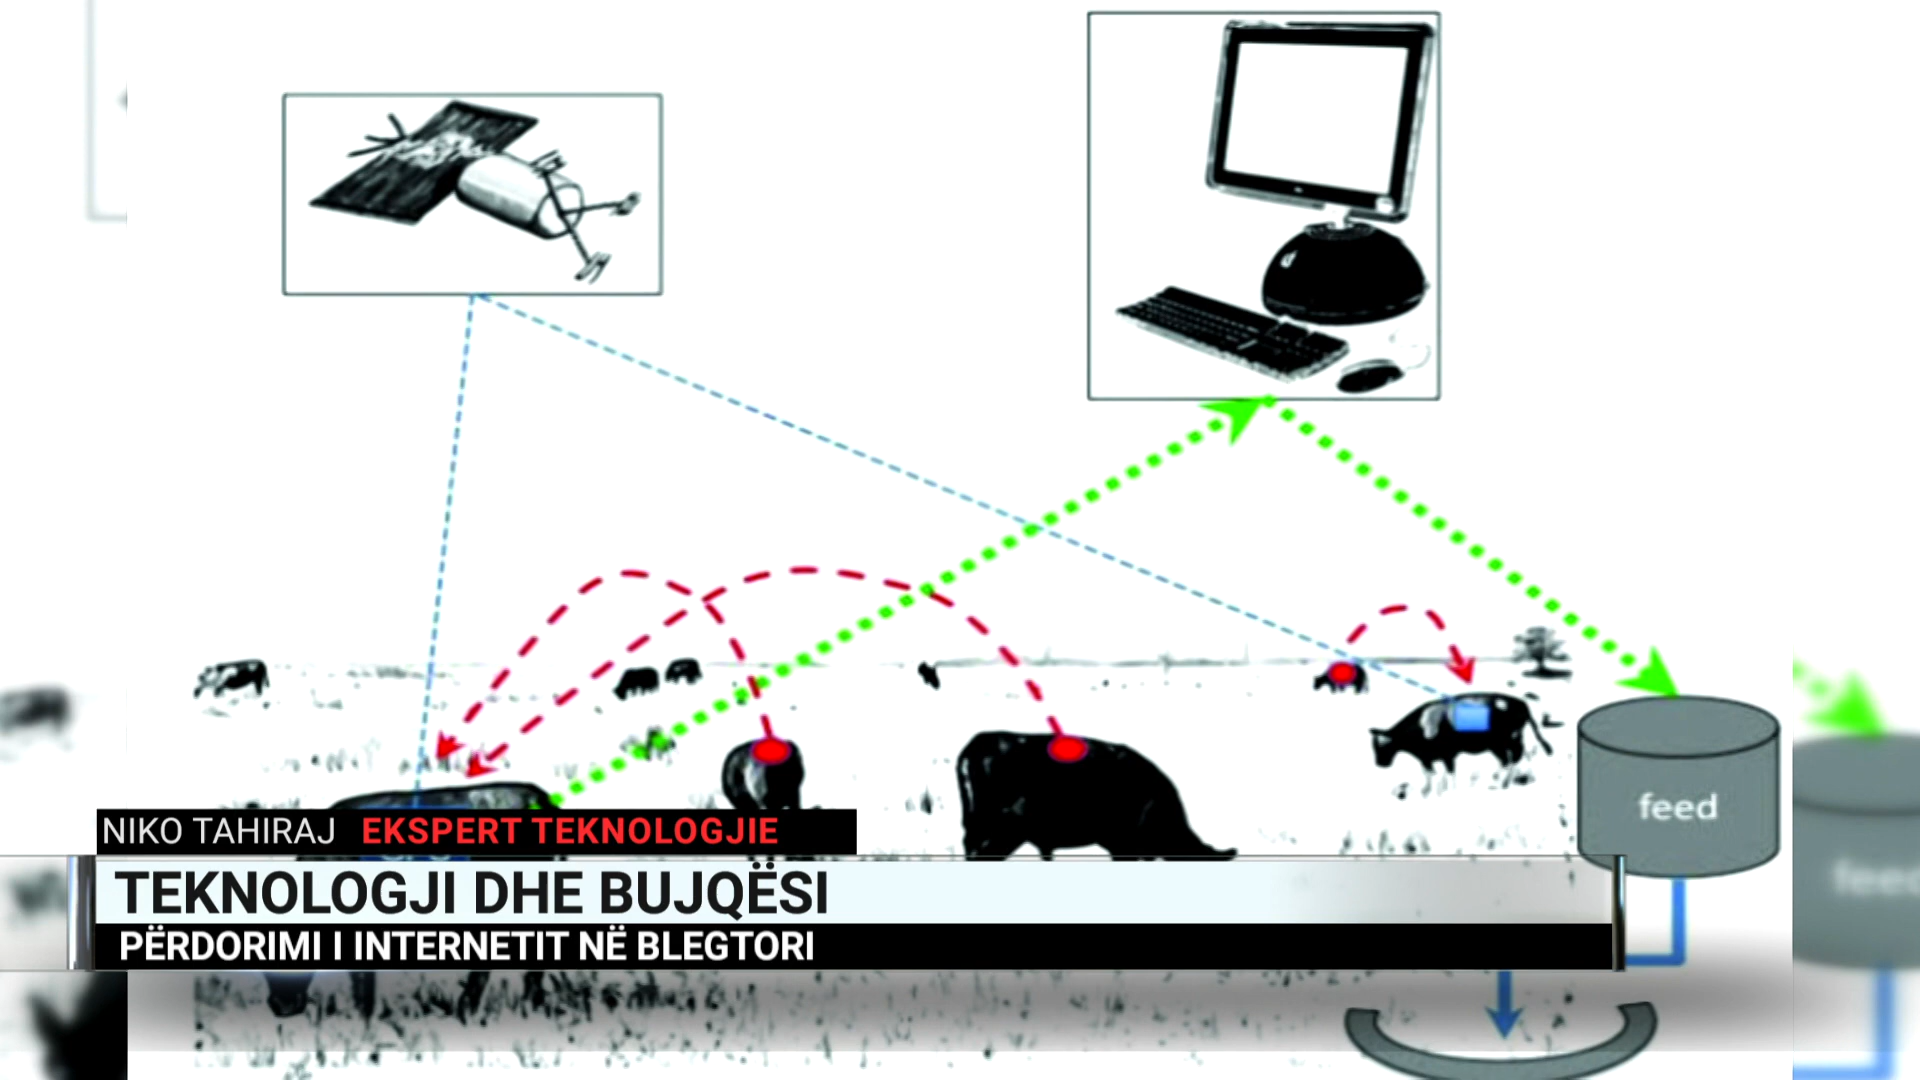 feed
NIKO TAHIRAJ EKSPERT TEKNOLOGJIE
TEKNOLOGJI DHE BUJQËSI
PËRDORIMI I INTERNETIT NË BLEGTORI